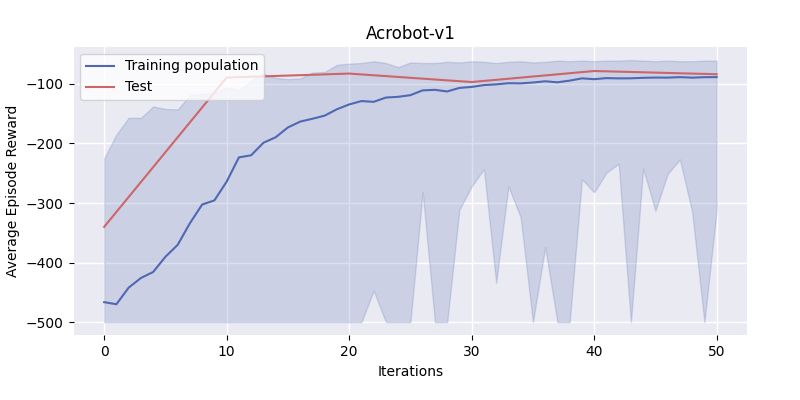 Acrobot-v1
Training population
Test
Average Episode Reward
−100
−200
−300
−400
−500
0 10 20 30 40 50
Iterations